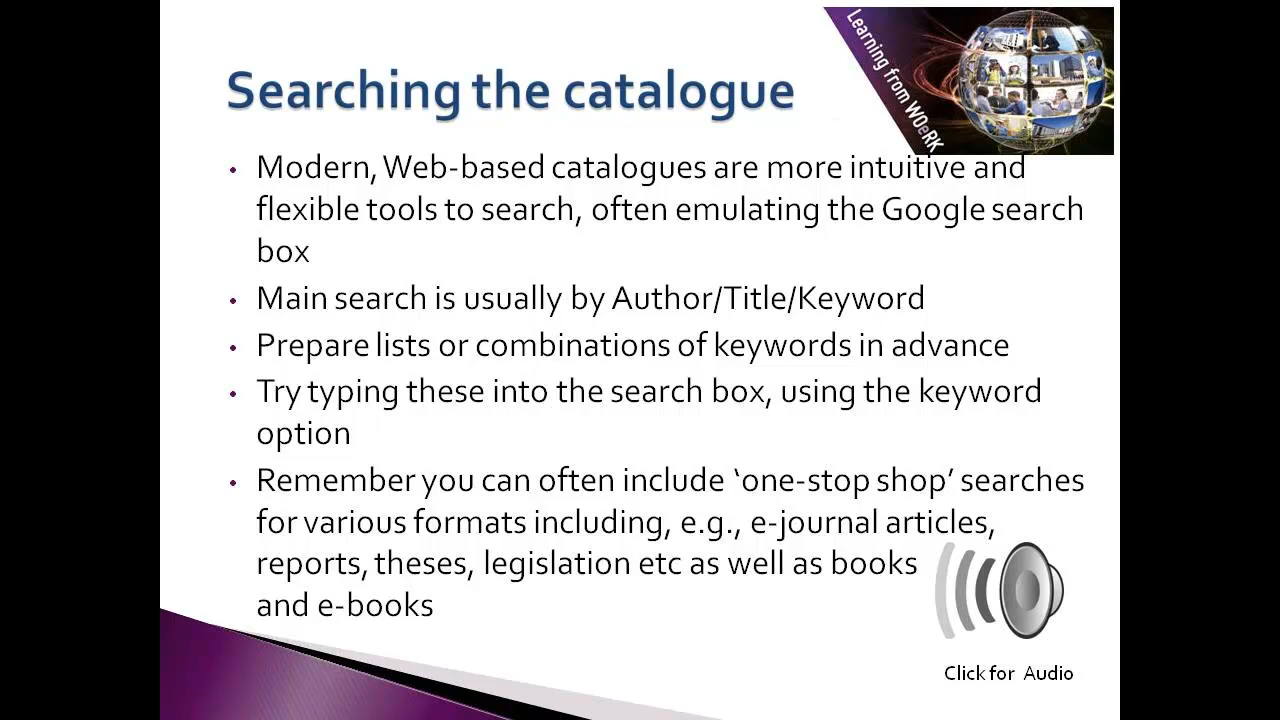 Learning from WOeRK
Searching the catalogue
• Modern, Web-based catalogues are more intuitive and
flexible tools to search, often emulating the Google search
box
• Main search is usually by Author/Title/Keyword
• Prepare lists or combinations of keywords in advance
• Try typing these into the search box, using the keyword
option
• Remember you can often include ‘one-stop shop’ searches
for various formats including, e.g., e-journal articles,
reports, theses, legislation etc as well as books
and e-books
Click for Audio